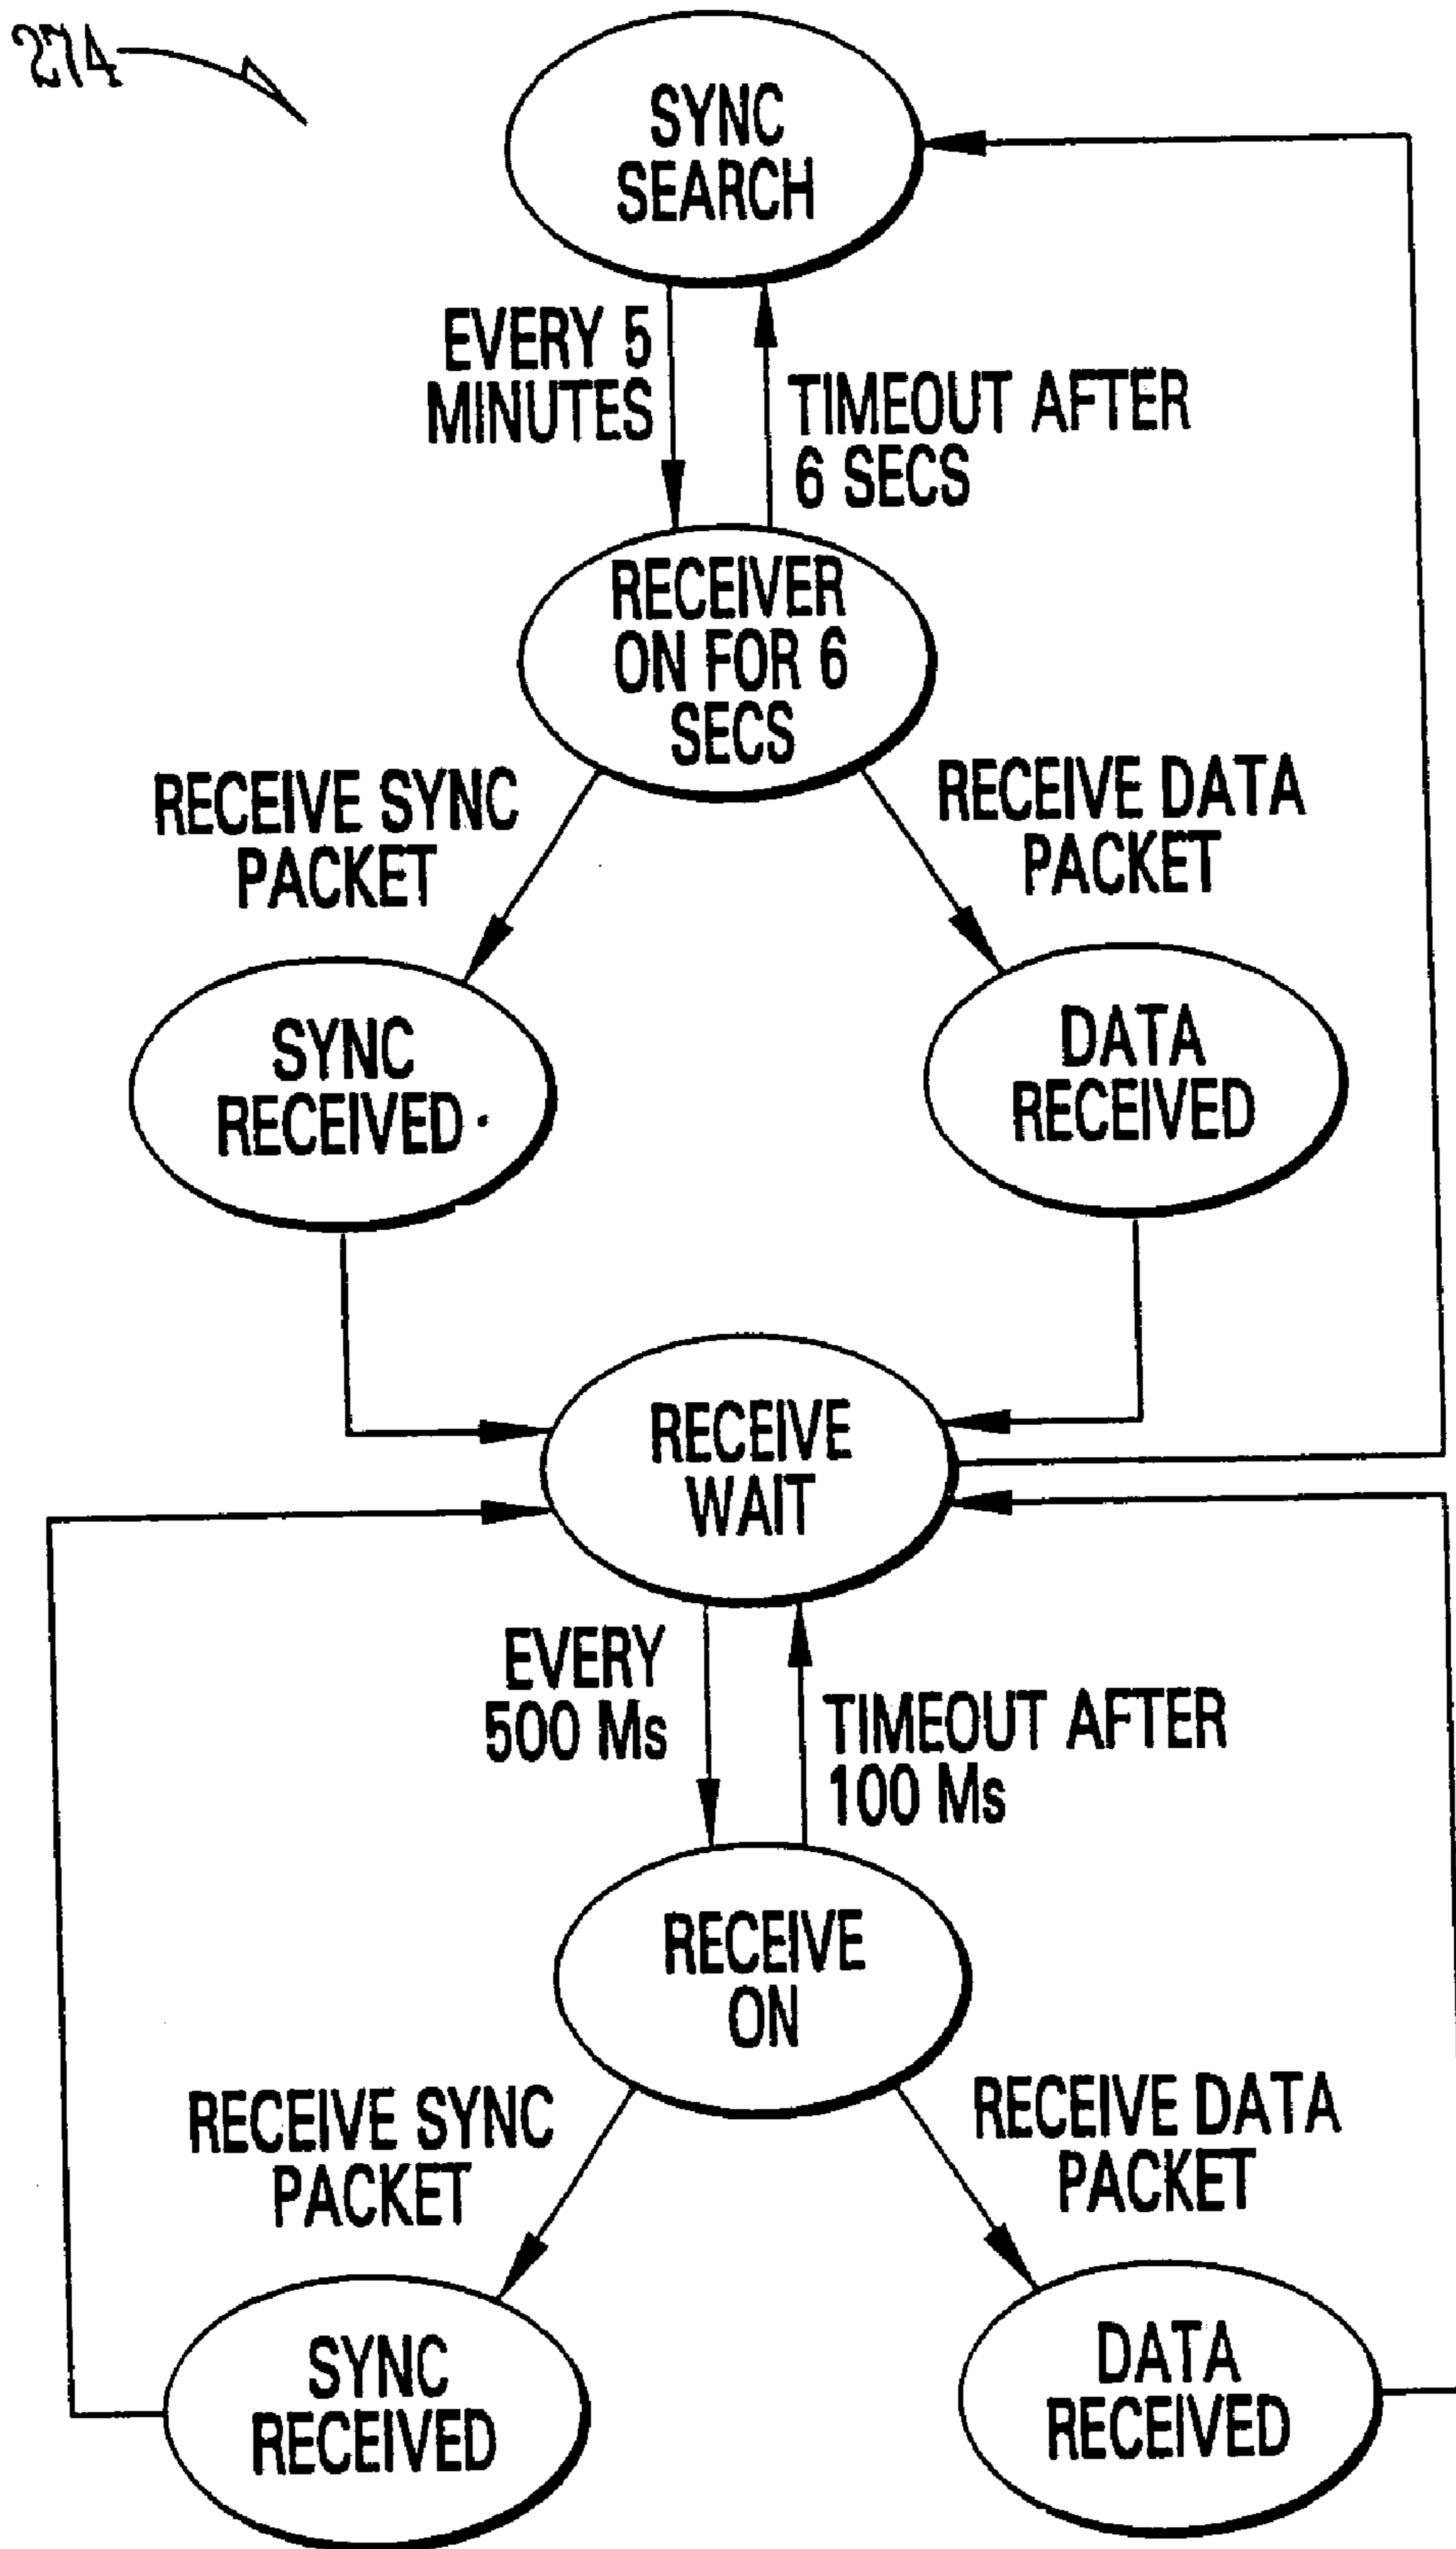 274
SYNC
SEARCH
EVERY 5
MINUTES
TIMEOUT AFTER
6 SECS
RECEIVER
ON FOR 6
SECS
RECEIVE SYNC
PACKET
RECEIVE DATA
PACKET
SYNC
RECEIVED
DATA
RECEIVED
RECEIVE
WAIT
EVERY
500 Ms
TIMEOUT AFTER
100 Ms
RECEIVE
ON
RECEIVE SYNC
PACKET
RECEIVE DATA
PACKET
SYNC
RECEIVED
DATA
RECEIVED